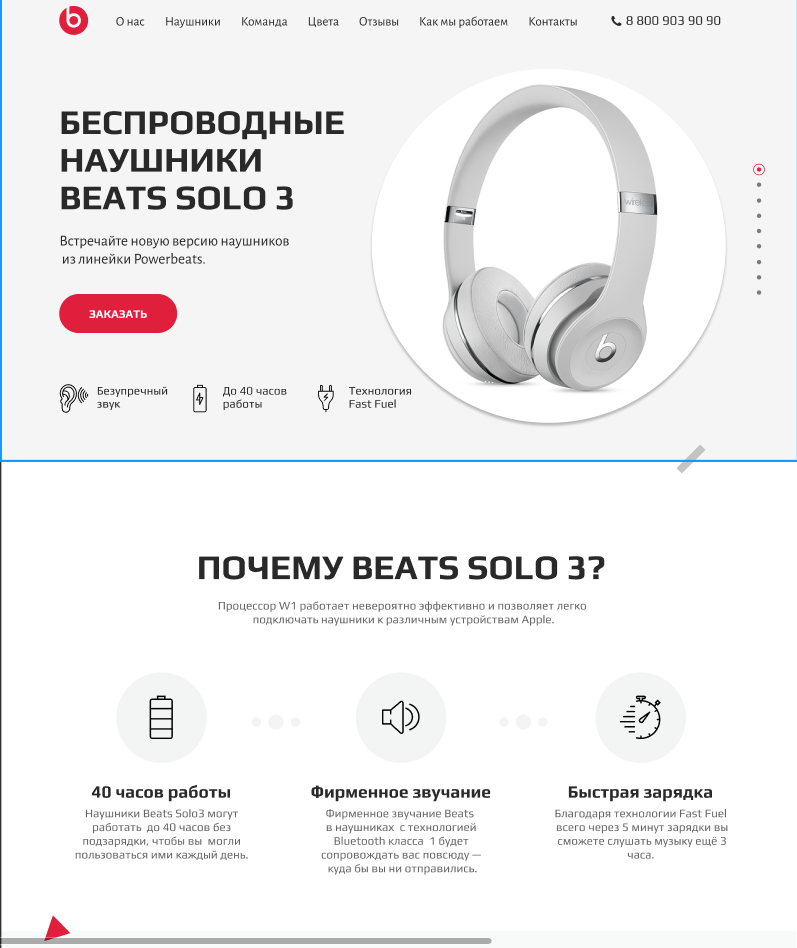 О нас Наушники Команда Цвета Отзывы Как мы работаем Контакты 8 800 903 90 90
БЕСПРОВОДНЫЕ
НАУШНИКИ
BEATS SOLO 3
Встречайте новую версию наушников
из линейки Powerbeats.
ЗАКАЗАТЬ
wireless
Безупречный
звук
До 40 часов
работы
Технология
Fast Fuel
ПОЧЕМУ BEATS SOLO 3?
Процессор W1 работает невероятно эффективно и позволяет легко
подключать наушники к различным устройствам Apple.
40 часов работы
Наушники Beats Solo3 могут
работать до 40 часов без
подзарядки, чтобы вы могли
пользоваться ими каждый день.
Фирменное звучание
Фирменное звучание Beats
в наушниках с технологией
Bluetooth класса 1 будет
сопровождать вас повсюду —
куда бы вы ни отправились.
Быстрая зарядка
Благодаря технологии Fast Fuel
всего через 5 минут зарядки вы
сможете слушать музыку ещё 3
часа.